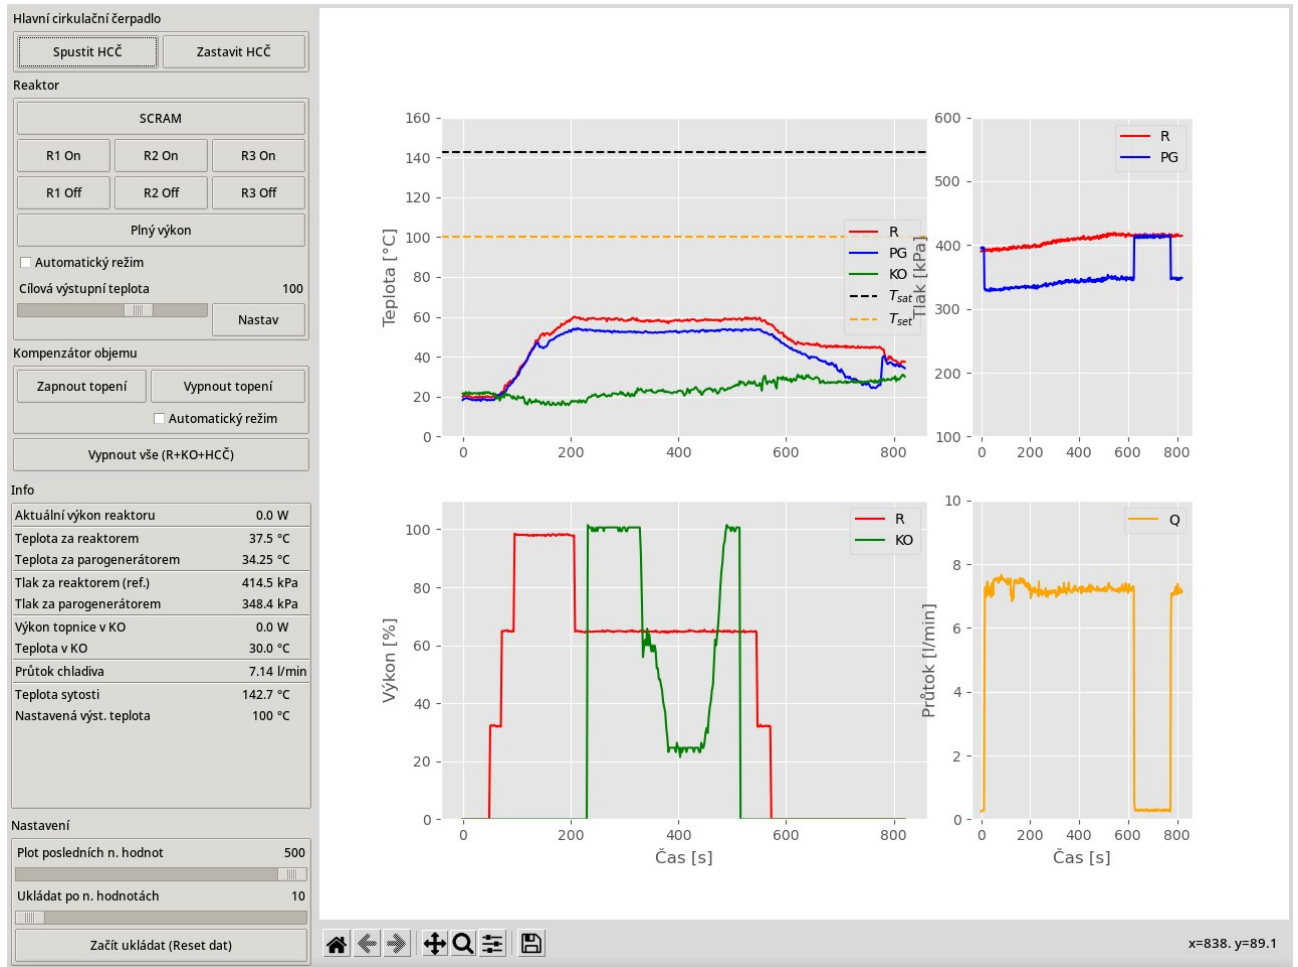 Hlavní cirkulační čerpadlo
Spustit HCČ
Zastavit HCČ
Reaktor
SCRAM
R1 On
R2 On
R3 On
R1 Off
R2 Off
R3 Off
Plný výkon
Automatický režim
Cílová výstupní teplota 100
Nastav
Kompenzátor objemu
Zapnout topení
Vypnout topení
Automatický režim
Vypnout vše (R+KO+HCČ)
Info
Aktuální výkon reaktoru 0.0 W
Teplota za reaktorem 37.5 °C
Teplota za parogenerátorem 34.25 °C
Tlak za reaktorem (ref.) 414.5 kPa
Tlak za parogenerátorem 348.4 kPa
Výkon topnice v KO 0.0 W
Teplota v KO 30.0 °C
Průtok chladiva 7.14 l/min
Teplota sytosti 142.7 °C
Nastavená výst. teplota 100 °C
Nastavení
Plot posledních n. hodnot 500
Ukládat po n. hodnotách 10
Začít ukládat (Reset dat)
Teplota [°C]
160
140
120
100
80
60
40
20
0
0 200 400 600 800
R
PG
KO
Tsat
Tset
Tlak [kPa]
600
500
400
300
200
100
0 200 400 600 800
R
PG
Výkon [%]
100
80
60
40
20
0
0 200 400 600 800
Čas [s]
R
KO
Průtok [l/min]
10
8
6
4
2
0
0 200 400 600 800
Čas [s]
Q
x=838. y=89.1